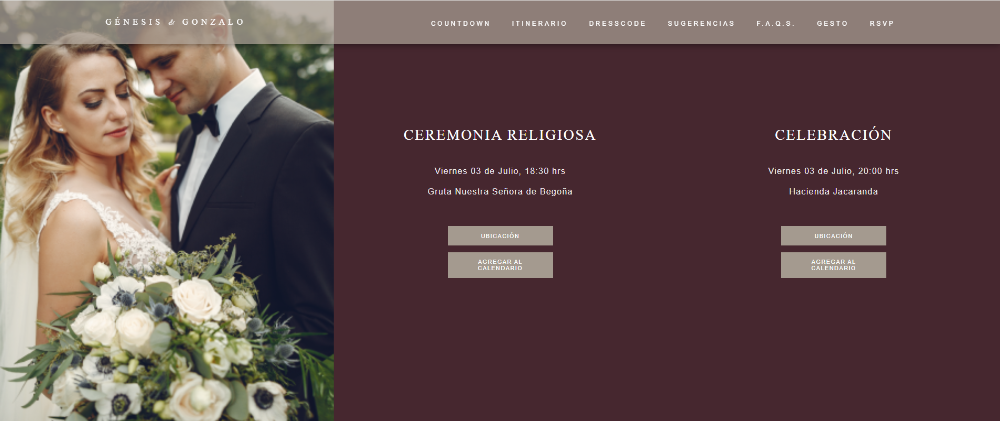 GÉNESIS & GONZALO
COUNTDOWN ITINERARIO DRESSCODE SUGERENCIAS F.A.Q.S. GESTO RSVP
CEREMONIA RELIGIOSA
Viernes 03 de Julio, 18:30 hrs
Gruta Nuestra Señora de Begoña
UBICACIÓN
AGREGAR AL
CALENDARIO
CELEBRACIÓN
Viernes 03 de Julio, 20:00 hrs
Hacienda Jacaranda
UBICACIÓN
AGREGAR AL
CALENDARIO